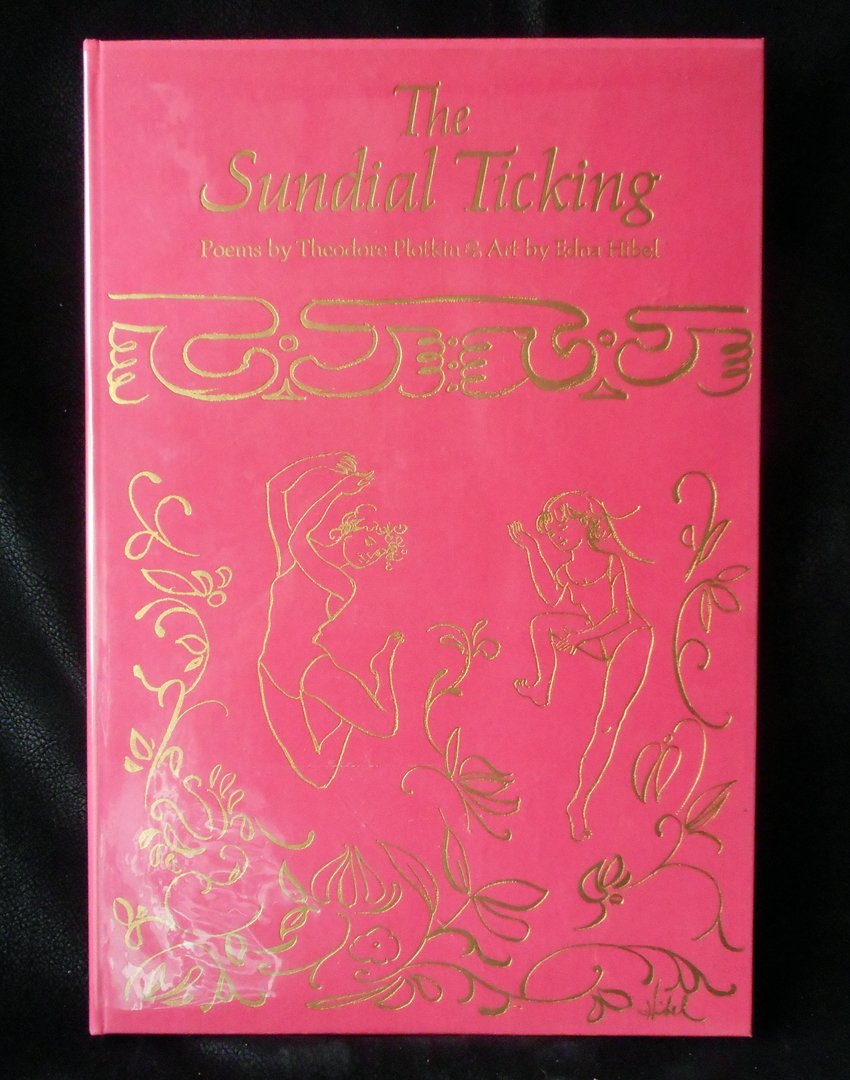 The
Sundial Ticking
Poems by Theodore Plotkin & Art by Edna Hibel
Hibel